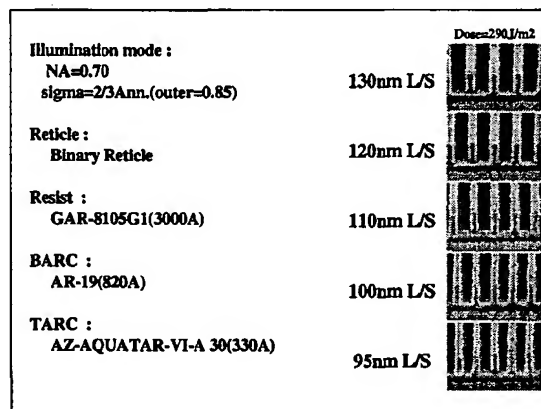 Dose=290J/m2
Illumination mode :
NA=0.70
sigma=2/3Ann.(outer=0.85)
130nm L/S
Reticle :
Binary Reticle
120nm L/S
Resist :
GAR-8105G1(3000A)
110nm L/S
BARC :
AR-19(820A)
100nm L/S
TARC :
AZ-AQUATAR-VI-A 30(330A)
95nm L/S